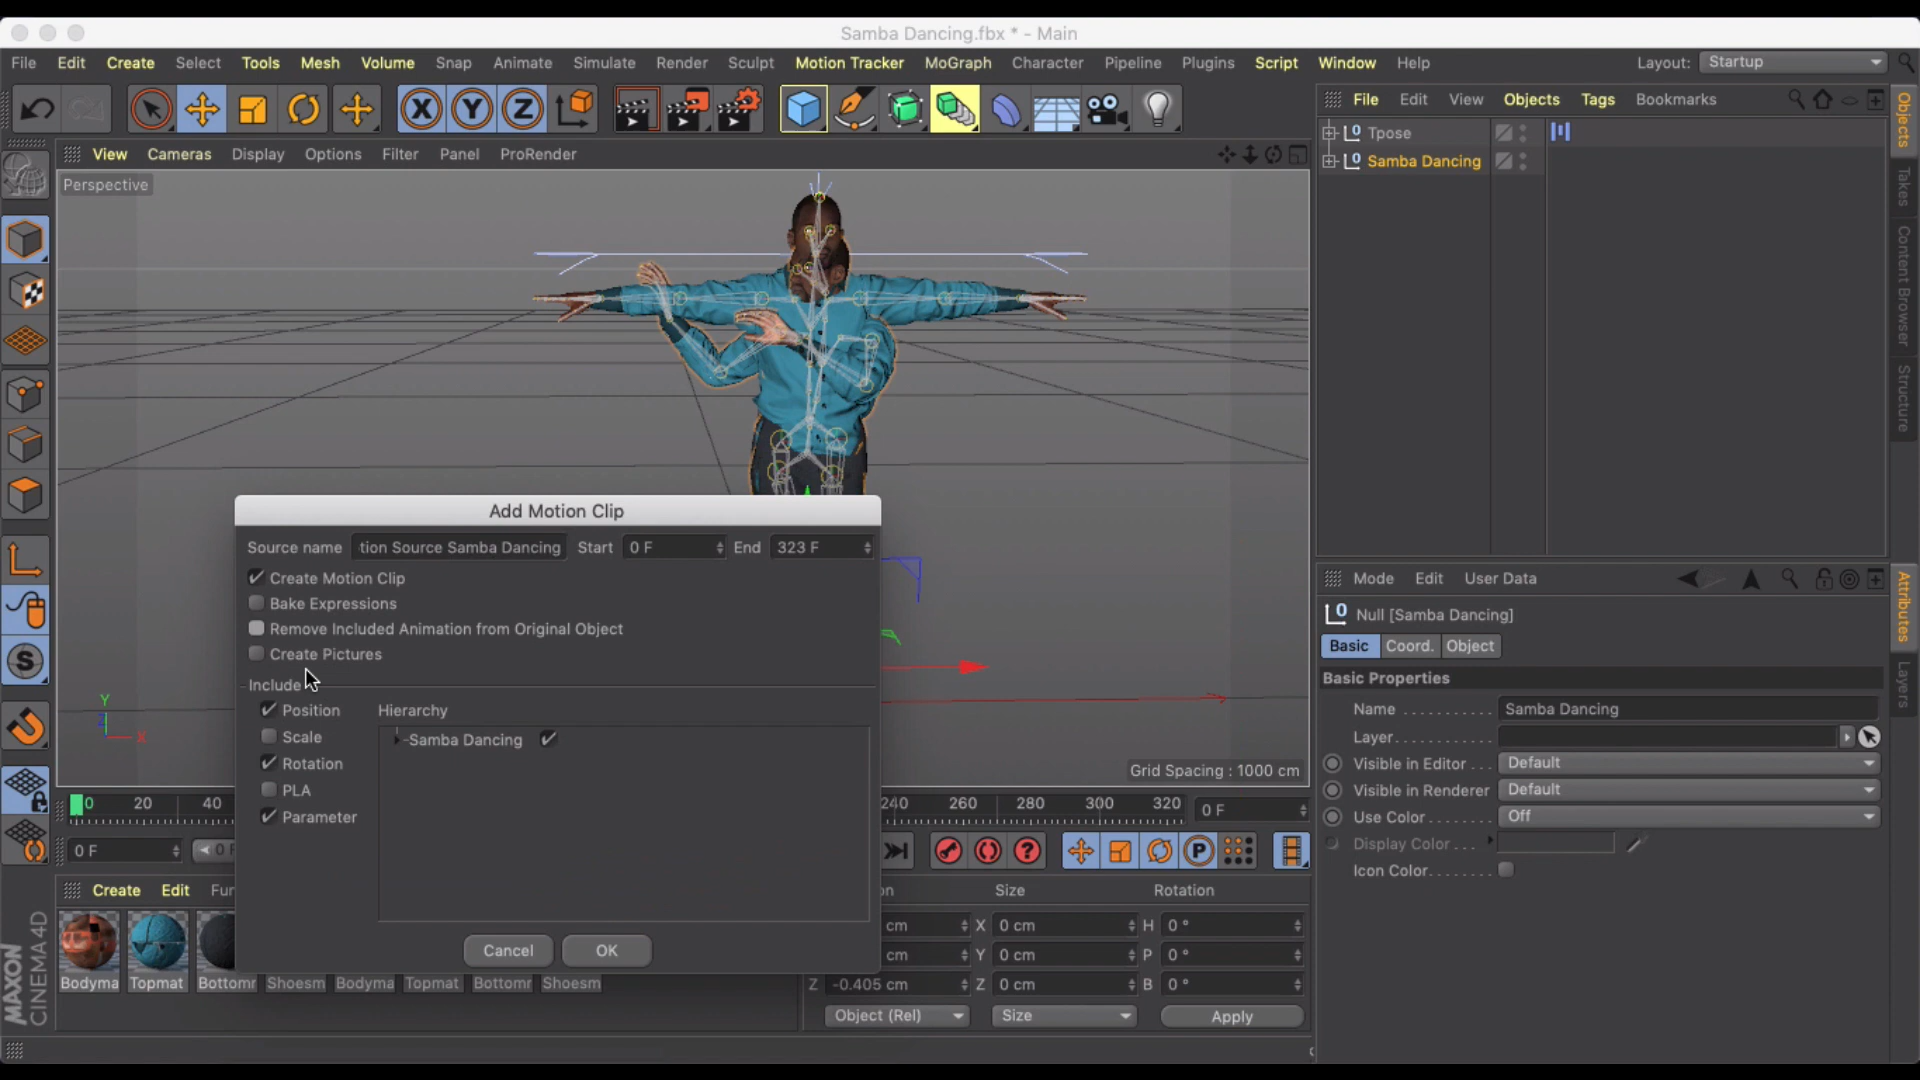 Samba Dancing.fbx * - Main
File Edit Create Select Tools Mesh Volume Snap Animate Simulate Render Sculpt Motion Tracker MoGraph Character Pipeline Plugins Script Window Help Layout: Startup
X Y Z
File Edit View Objects Tags Bookmarks
Tpose
Samba Dancing
View Cameras Display Options Filter Panel ProRender
Perspective
Objects
Takes
Content Browser
Structure
Add Motion Clip
Source name tion Source Samba Dancing Start 0 F End 323 F
Create Motion Clip
Bake Expressions
Remove Included Animation from Original Object
Create Pictures
Include
Position Hierarchy
Scale Samba Dancing
Rotation
PLA
Parameter
Cancel OK
Y
Z X
Grid Spacing : 1000 cm
0 20 40 240 260 280 300 320 0 F
0 F 0 F
P
Create Edit Fu
Bodyma Topmat Bottomr Shoesm Bodyma Topmat Bottomr Shoesm
on Size Rotation
cm X 0 cm H 0 °
cm Y 0 cm P 0 °
Z -0.405 cm Z 0 cm B 0 °
Object (Rel) Size Apply
Mode Edit User Data
Null [Samba Dancing]
Basic Coord. Object
Basic Properties
Name Samba Dancing
Layer
Visible in Editor Default
Visible in Renderer Default
Use Color Off
Display Color
Icon Color
Attributes
Layers
MAXON
CINEMA 4D